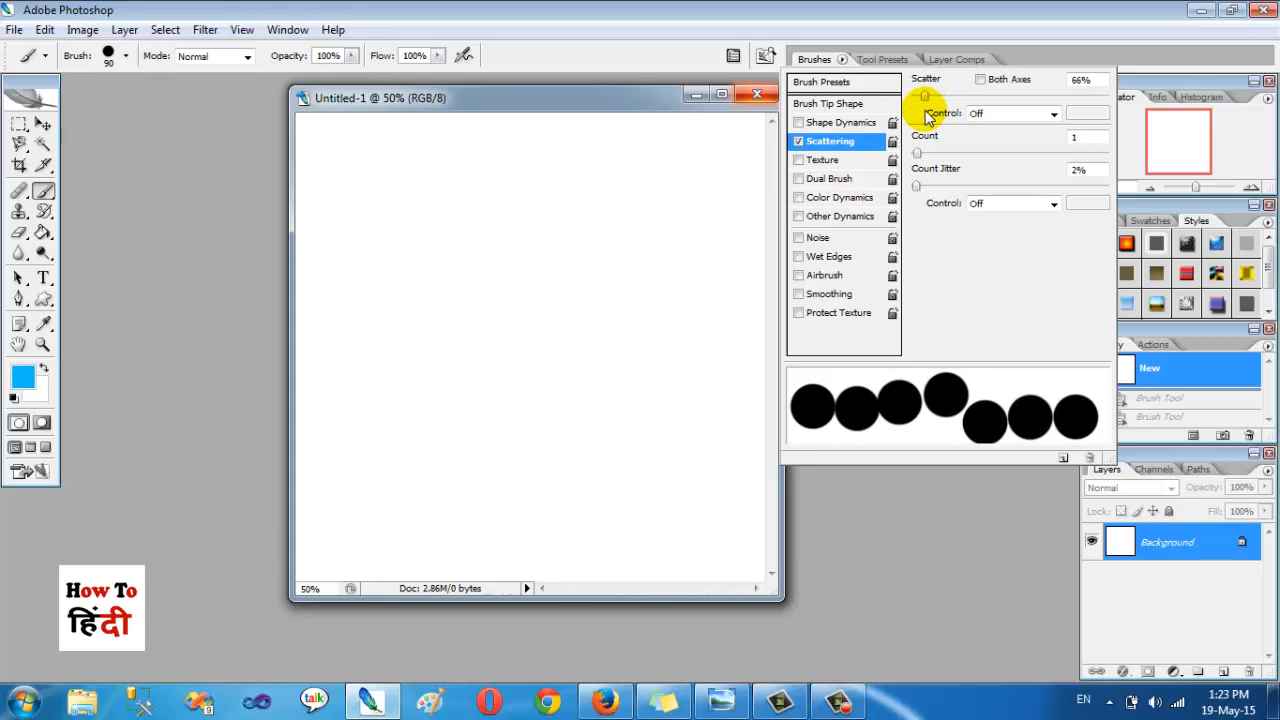 Adobe Photoshop
File Edit Image Layer Select Filter View Window Help
Brush: 90 Mode: Normal Opacity: 100% Flow: 100%
Brushes Tool Presets Layer Comps
Untitled-1 @ 50% (RGB/8)
Brush Presets
Brush Tip Shape
Shape Dynamics
Scattering
Texture
Dual Brush
Color Dynamics
Other Dynamics
Noise
Wet Edges
Airbrush
Smoothing
Protect Texture
Scatter Both Axes 66%
Control: Off
Count 1
Count Jitter 2%
Control: Off
Info Histogram
Swatches Styles
Actions
New
Brush Tool
Brush Tool
Layers Channels Paths
Normal Opacity: 100%
Lock: Fill: 100%
Background
50% Doc: 2.86M/0 bytes
How To
हिंदी
talk
EN
1:23 PM
19-May-15